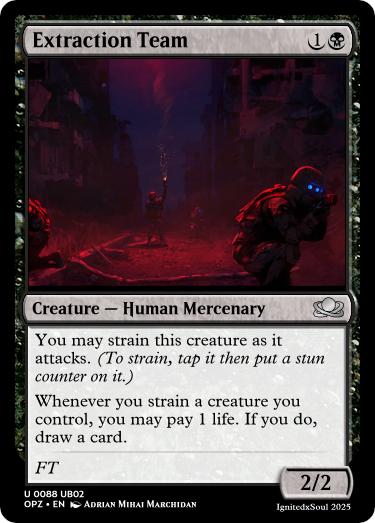 Extraction Team 1
Creature — Human Mercenary
You may strain this creature as it
attacks. (To strain, tap it then put a stun
counter on it.)
Whenever you strain a creature you
control, you may pay 1 life. If you do,
draw a card.
FT
2/2
U 0088 UB02
OPZ • EN Adrian Mihai Marchidan
IgnitedxSoul 2025